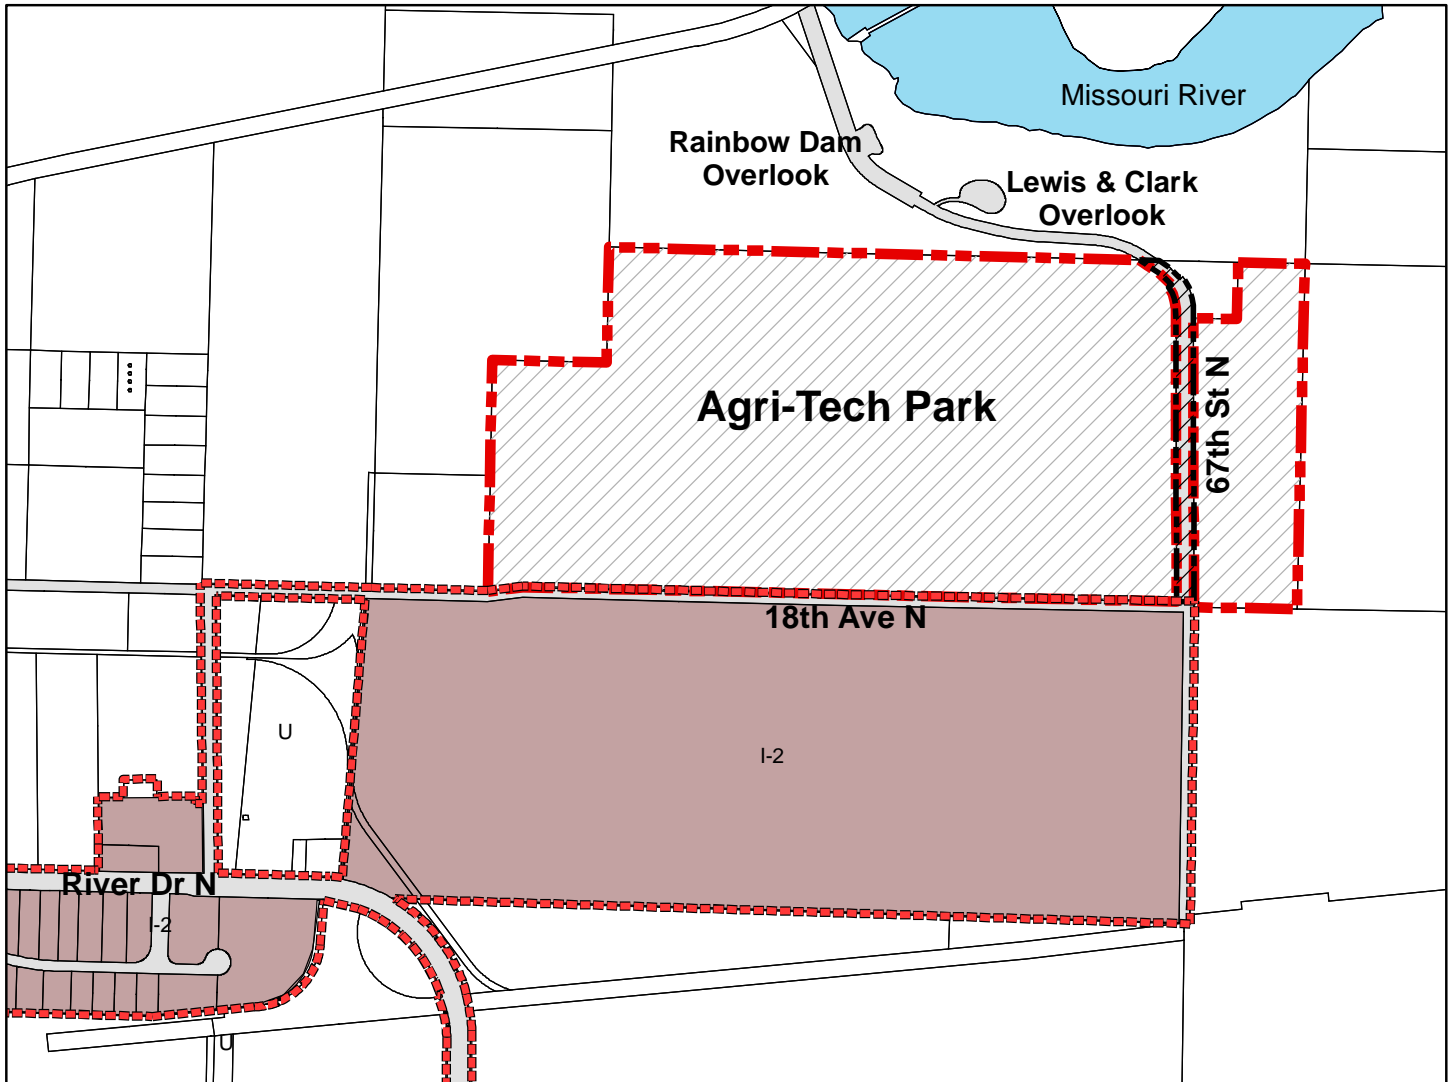 Missouri River
Rainbow Dam
Overlook
Lewis & Clark
Overlook
Agri-Tech Park
67th St N
18th Ave N
U
I-2
River Dr N
I-2
U